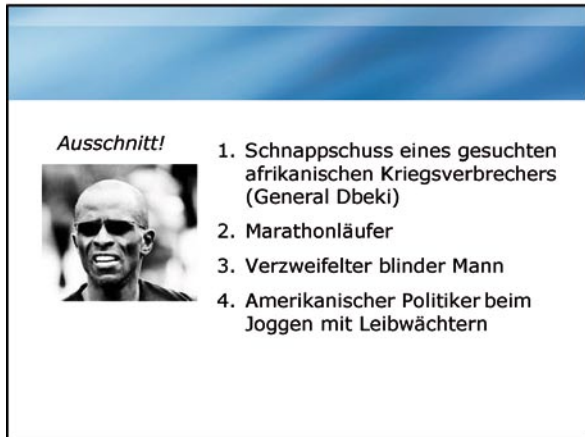 Ausschnitt!
1. Schnappschuss eines gesuchten
afrikanischen Kriegsverbrechers
(General Dbeki)
2. Marathonläufer
3. Verzweifelter blinder Mann
4. Amerikanischer Politiker beim
Joggen mit Leibwächtern